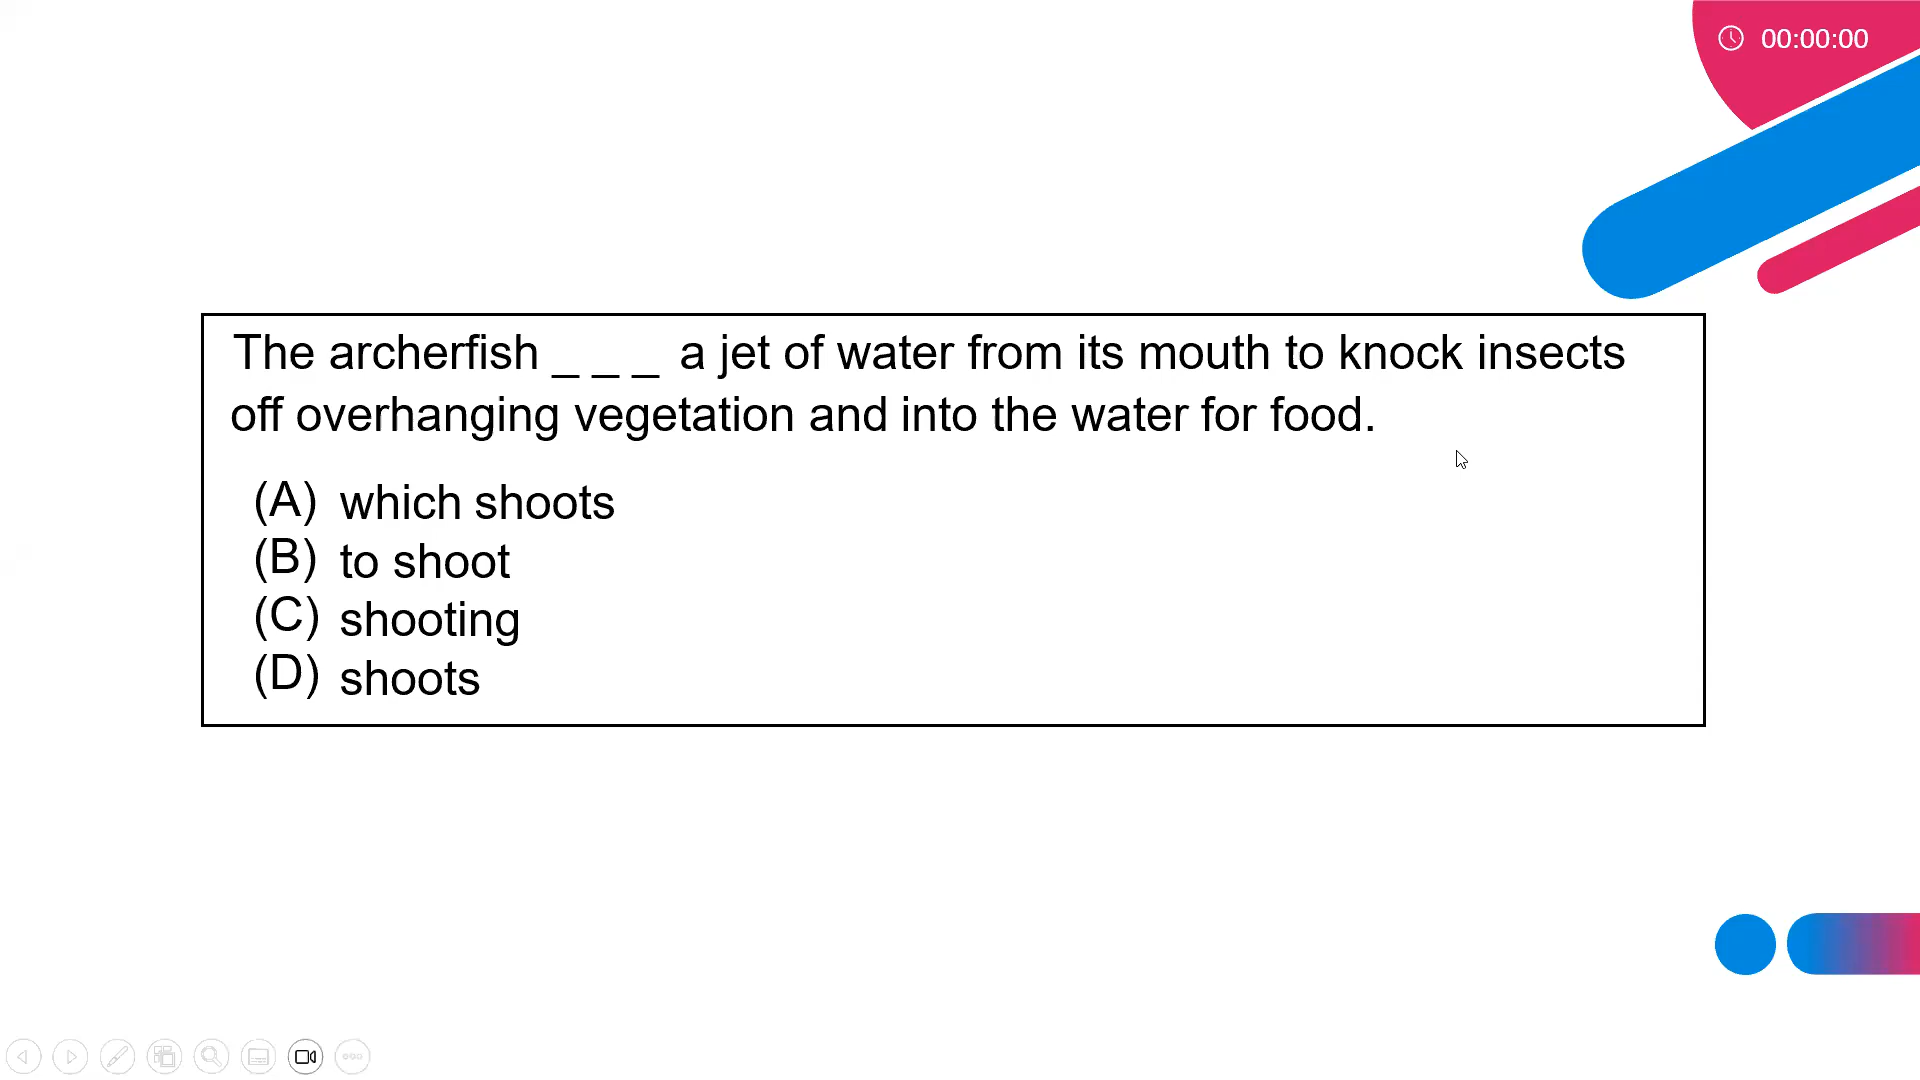 00:00:00
The archerfish _ _ _ a jet of water from its mouth to knock insects
off overhanging vegetation and into the water for food.
(A) which shoots
(B) to shoot
(C) shooting
(D) shoots